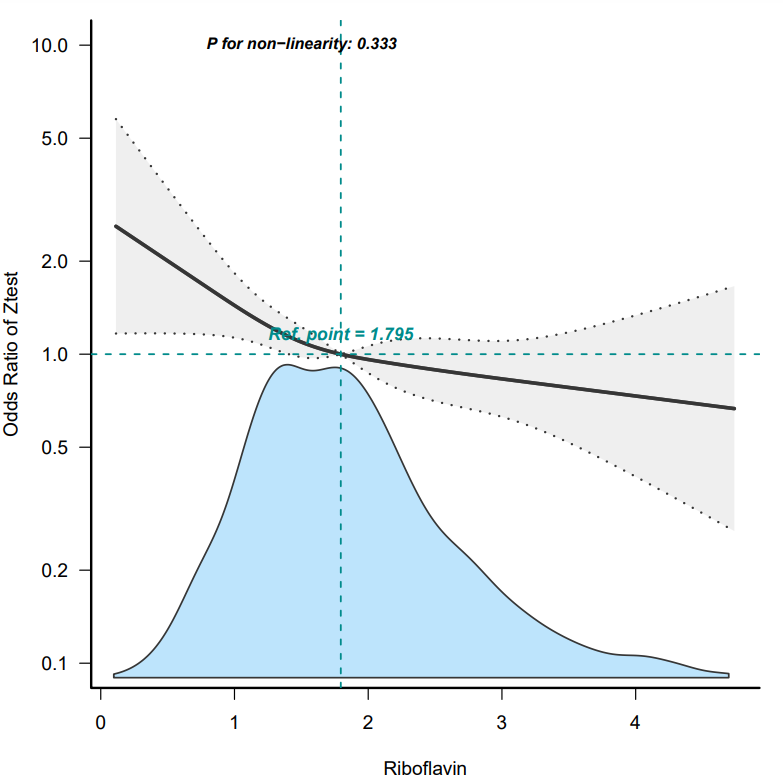 P for non−linearity: 0.333
10.0
5.0
2.0
Ref. point = 1.795
1.0
0.5
0.2
0.1
Odds Ratio of Ztest
0 1 2 3 4
Riboflavin